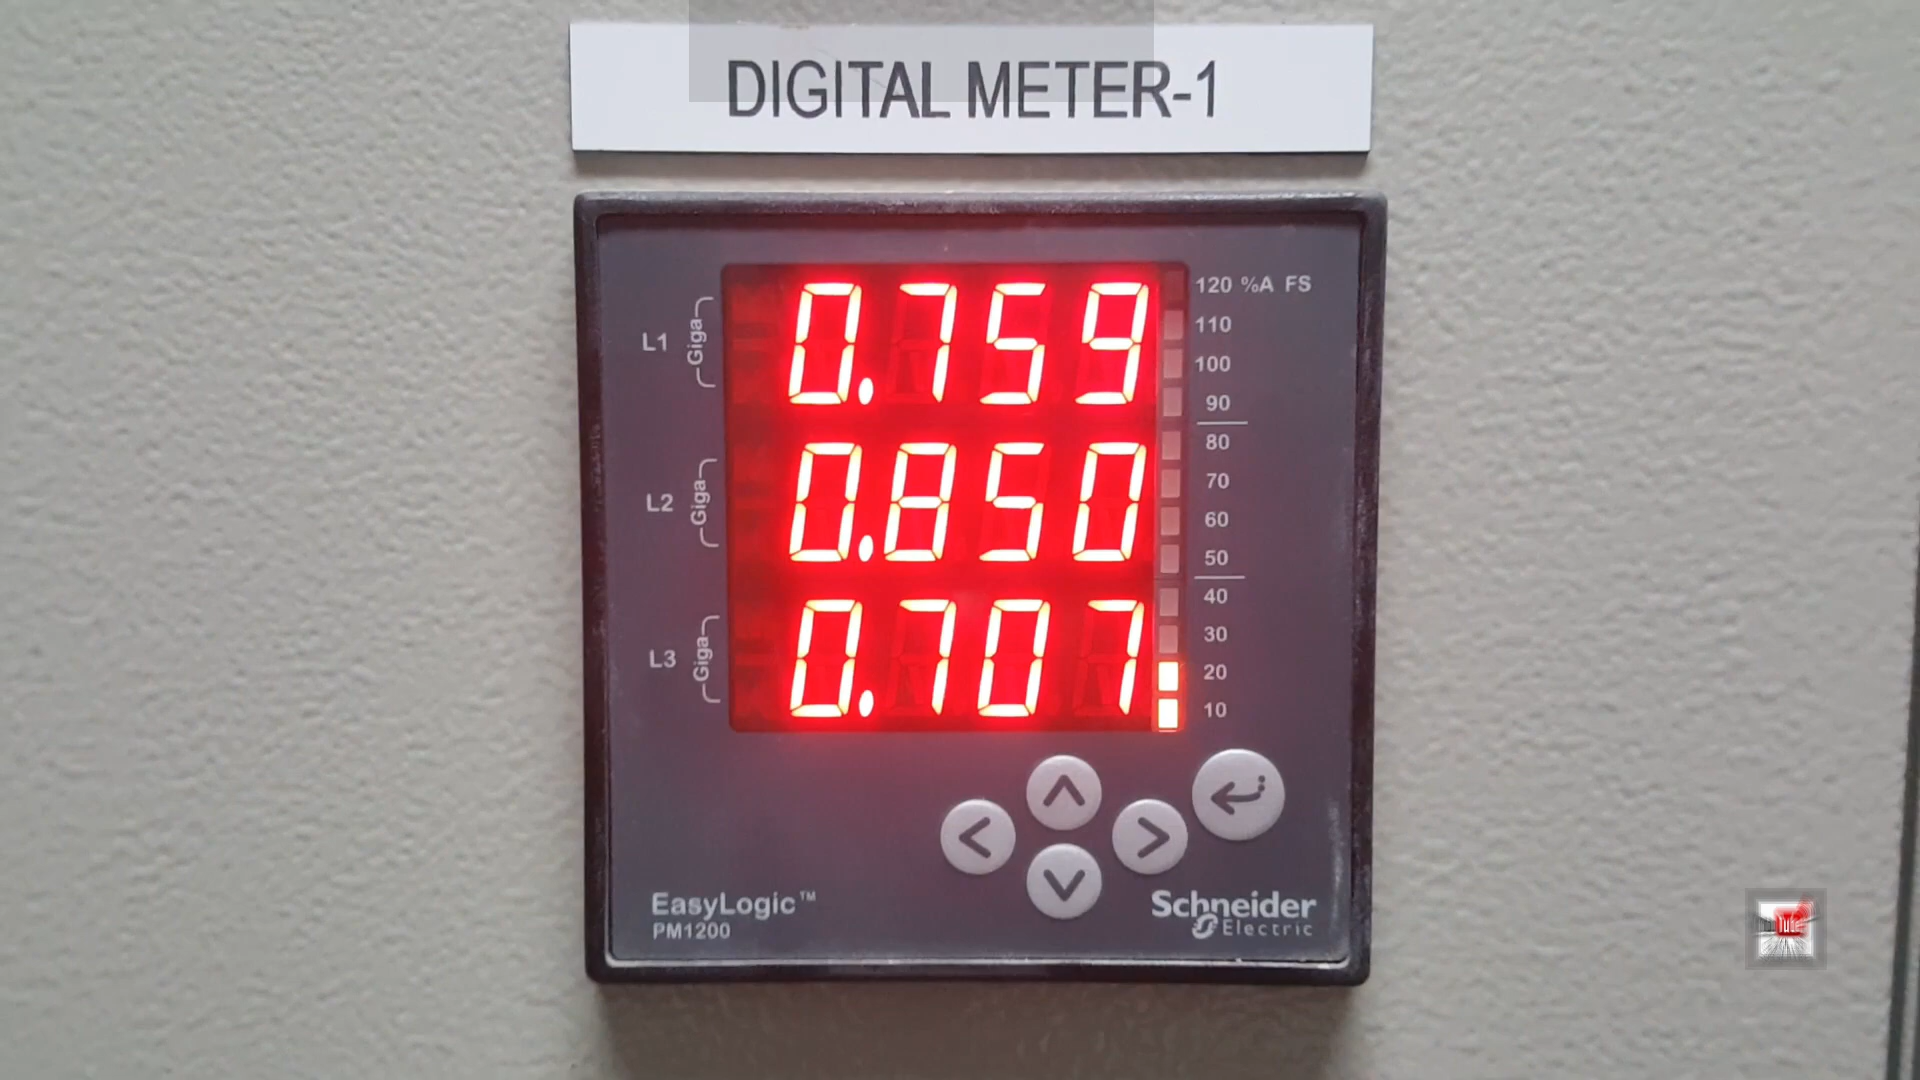 DIGITAL METER-1
L1 Giga 0.759
L2 Giga 0.850
L3 Giga 0.707
120 %A FS
110
100
90
80
70
60
50
40
30
20
10
EasyLogic™
PM1200
Schneider
Electric
Tube